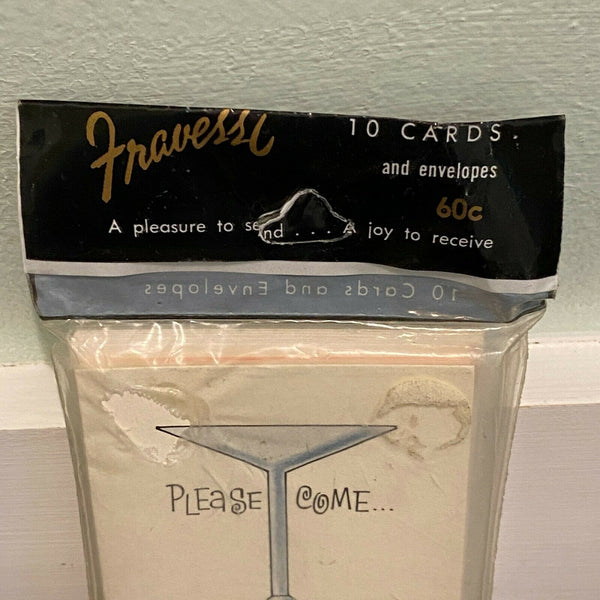 Fravessi
10 CARDS
and envelopes
60c
A pleasure to send . . . A joy to receive
10 Cards and Envelopes
PLEASE COME...